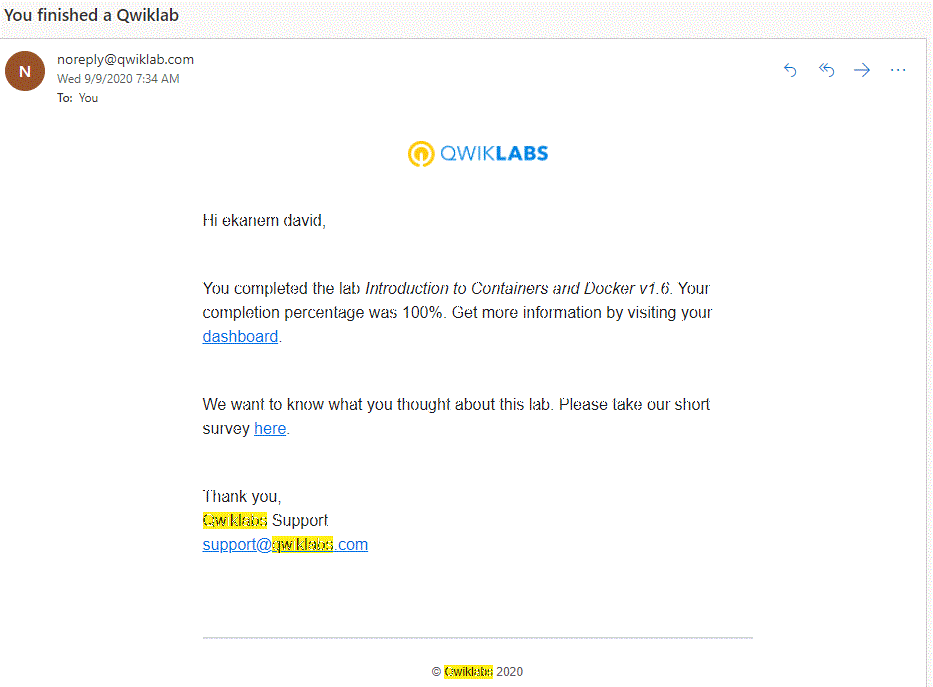 You finished a Qwiklab
N
noreply@qwiklab.com
Wed 9/9/2020 7:34 AM
To: You
QWIKLABS
Hi ekanem david,
You completed the lab Introduction to Containers and Docker v1.6. Your
completion percentage was 100%. Get more information by visiting your
dashboard.
We want to know what you thought about this lab. Please take our short
survey here.
Thank you,
Qwiklabs Support
support@qwiklabs.com
© Qwiklabs 2020